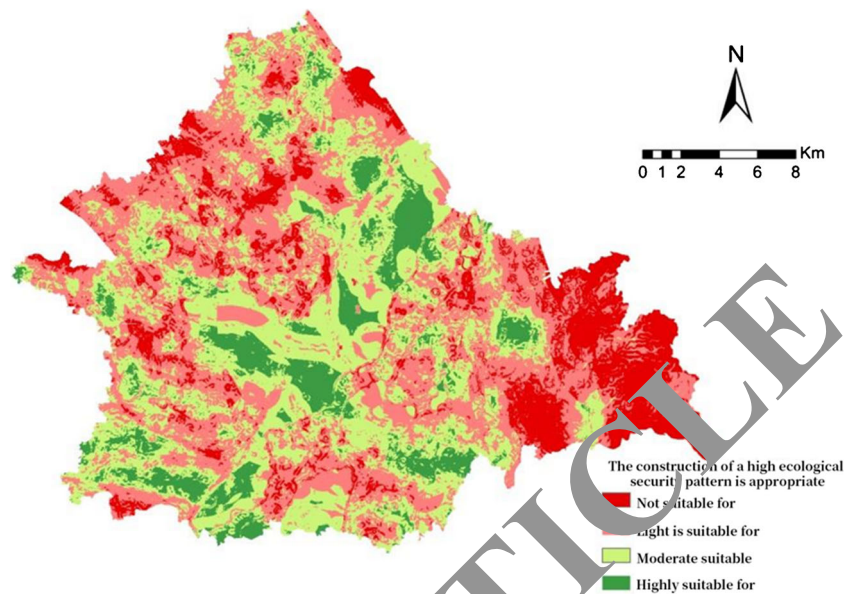 N
Km
0 1 2 4 6 8
The construction of a high ecological
security pattern is appropriate
Not suitable for
Light is suitable for
Moderate suitable
Highly suitable for
TICLE